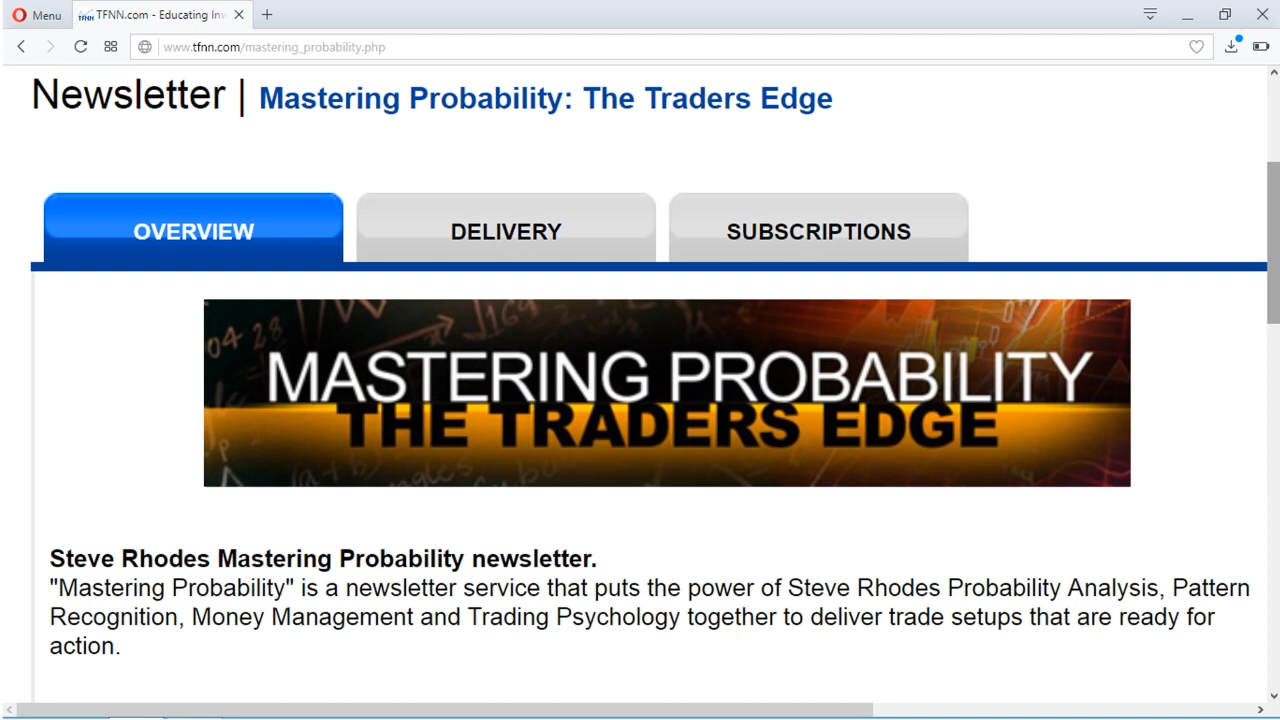 Menu
TFNN.com - Educating Inv
www.tfnn.com/mastering_probability.php
Newsletter | Mastering Probability: The Traders Edge
OVERVIEW
DELIVERY
SUBSCRIPTIONS
MASTERING PROBABILITY
THE TRADERS EDGE
Steve Rhodes Mastering Probability newsletter.
"Mastering Probability" is a newsletter service that puts the power of Steve Rhodes Probability Analysis, Pattern
Recognition, Money Management and Trading Psychology together to deliver trade setups that are ready for
action.